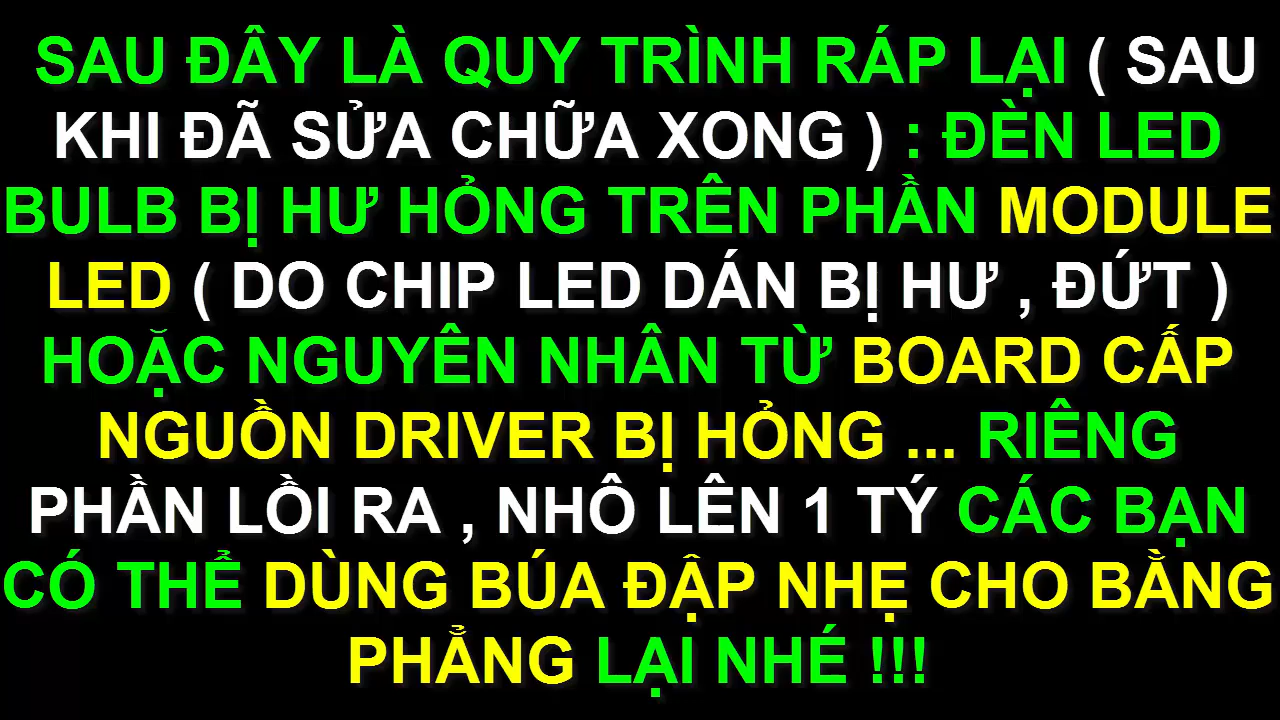 SAU ĐÂY LÀ QUY TRÌNH RÁP LẠI ( SAU
KHI ĐÃ SỬA CHỮA XONG ) : ĐÈN LED
BULB BỊ HƯ HỎNG TRÊN PHẦN MODULE
LED ( DO CHIP LED DÁN BỊ HƯ , ĐỨT )
HOẶC NGUYÊN NHÂN TỪ BOARD CẤP
NGUỒN DRIVER BỊ HỎNG ... RIÊNG
PHẦN LỒI RA , NHÔ LÊN 1 TÝ CÁC BẠN
CÓ THỂ DÙNG BÚA ĐẬP NHẸ CHO BẰNG
PHẲNG LẠI NHÉ !!!